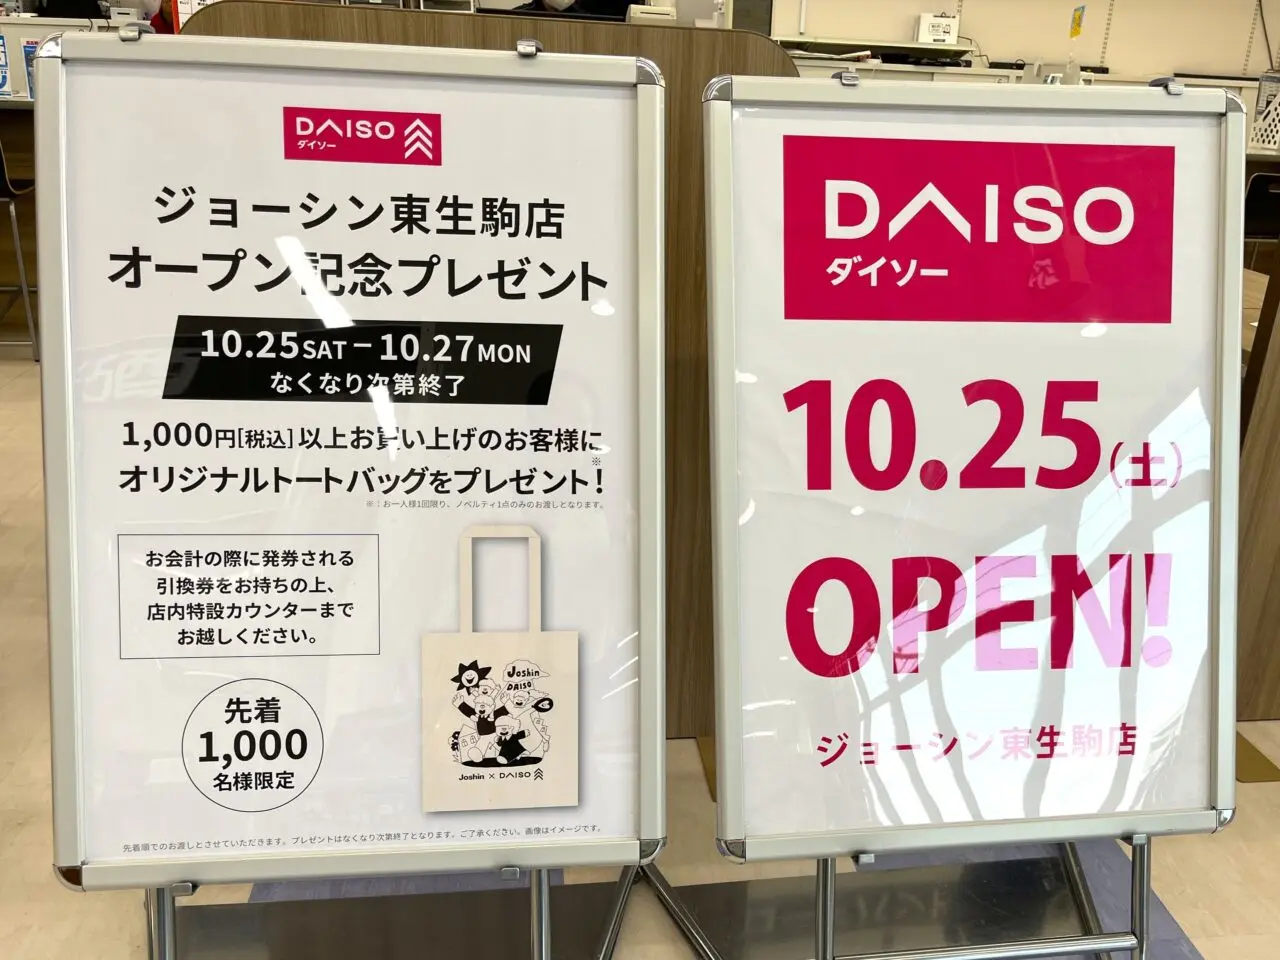 DAISO
ダイソー
ジョーシン東生駒店
オープン記念プレゼント
10.25SAT－10.27MON
なくなり次第終了
1,000円[税込]以上お買い上げのお客様に
オリジナルトートバッグをプレゼント!※
※：お一人様1回限り、ノベルティ1点のみのお渡しとなります。
お会計の際に発券される
引換券をお持ちの上、
店内特設カウンターまで
お越しください。
先着
1,000
名様限定
Joshin
DAISO
Joshin × DAISO
先着順でのお渡しとさせていただきます。プレゼントはなくなり次第終了となります。ご了承ください。画像はイメージです。
DAISO
ダイソー
10.25(土)
OPEN!
ジョーシン東生駒店